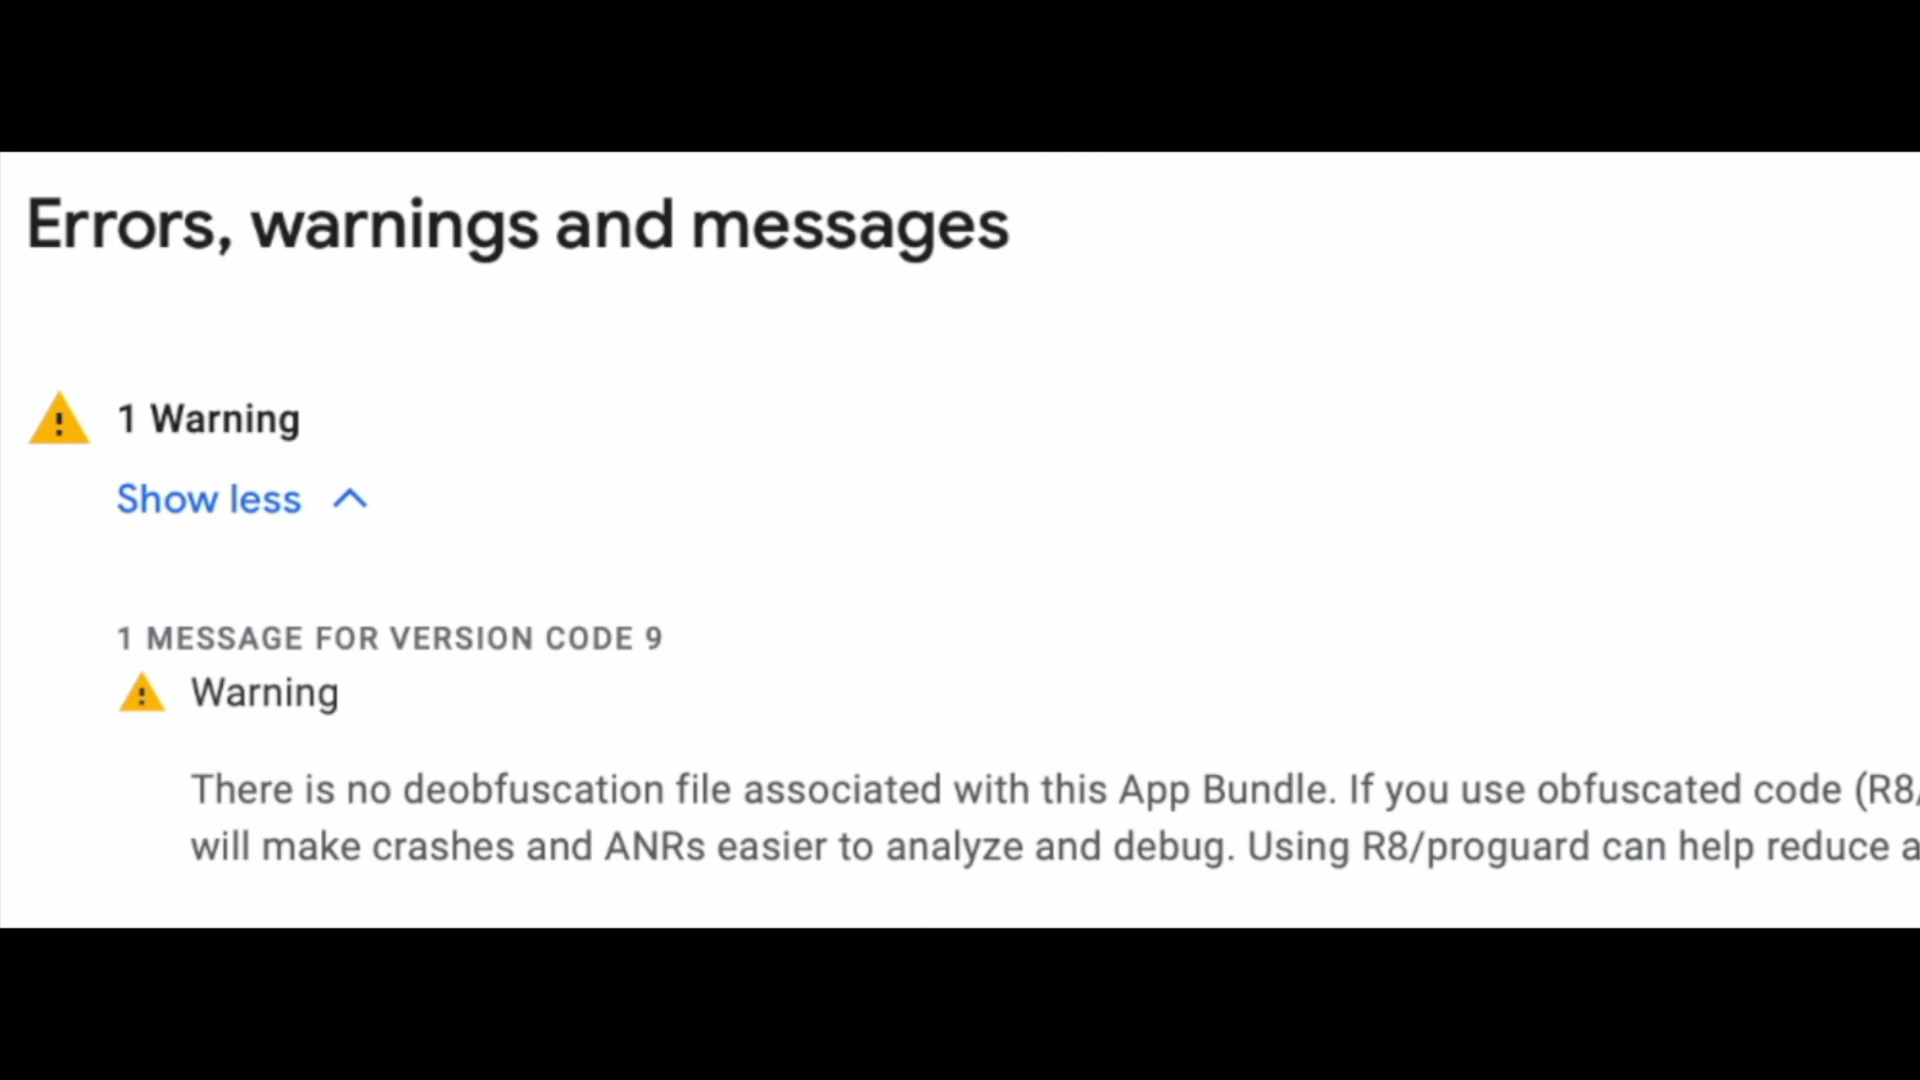 Errors, warnings and messages
1 Warning
Show less
1 MESSAGE FOR VERSION CODE 9
Warning
There is no deobfuscation file associated with this App Bundle. If you use obfuscated code (R8/
will make crashes and ANRs easier to analyze and debug. Using R8/proguard can help reduce a